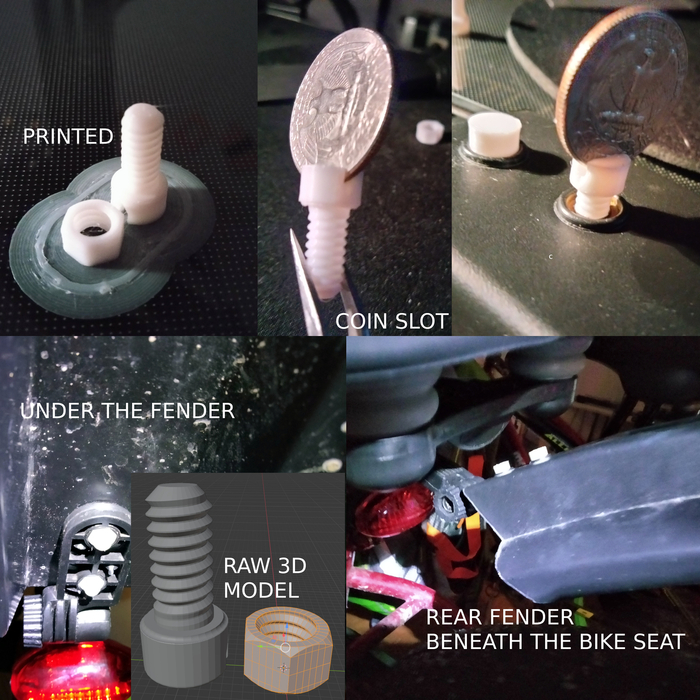 PRINTED
COIN SLOT
UNDER THE FENDER
RAW 3D
MODEL
REAR FENDER
BENEATH THE BIKE SEAT